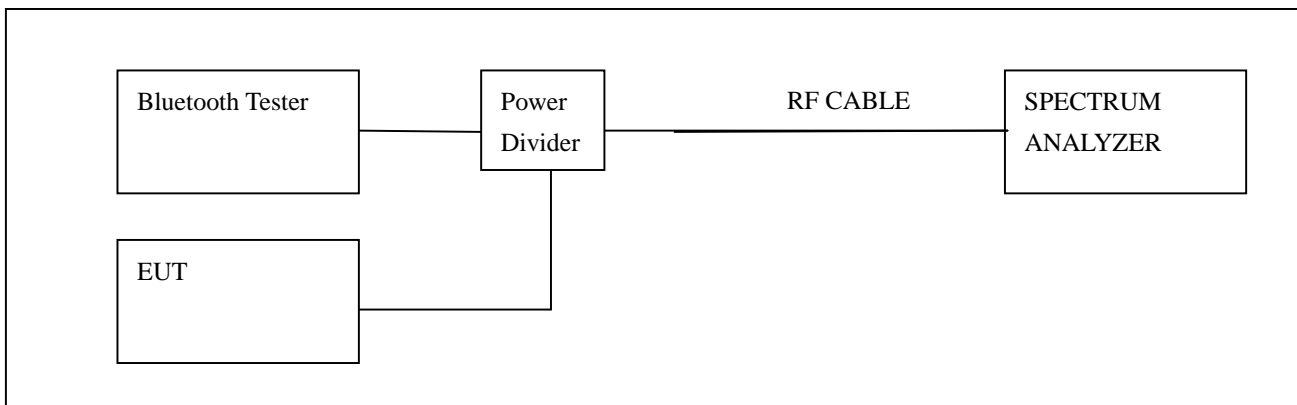 Bluetooth Tester
Power
Divider
RF CABLE
SPECTRUM
ANALYZER
EUT